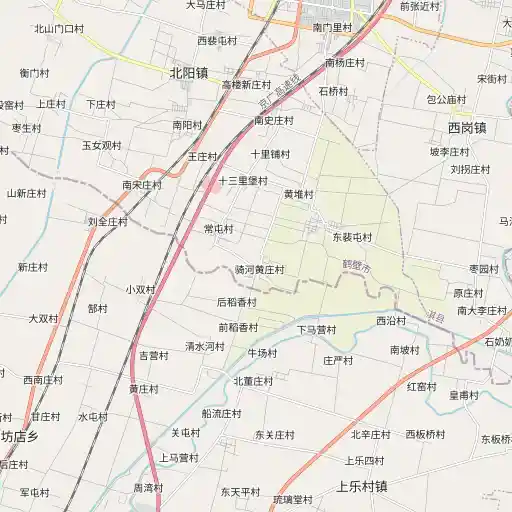 大马庄村
前张近村
北山门口村
南门里村
西裴屯村
南杨庄村
衡门村
北阳镇
宋街村
高楼新庄村
石桥村
京广高速线
上庄村
下庄村
包公庙村
枣生村
南阳村
南史庄村
西岗镇
玉女观村
王庄村
十里铺村
坡李庄村
刘拐庄村
南宋庄村
十三里堡村
山新庄村
黄堆村
刘全庄村
常屯村
东裴屯村
新庄村
骑河黄庄村
鹤壁市
枣园村
小双村
原庄村
郜村
后稻香村
淇县
南大李庄村
大双村
前稻香村
下马营村
西沿村
清水河村
石奶奶
吉营村
牛场村
庄严村
南坡村
西南庄村
北董庄村
黄庄村
红窑村
皇甫村
甘庄村
水屯村
船流庄村
坊店乡
关屯村
东关庄村
北辛庄村
西板桥村
东板桥
后庄村
上马营村
上乐四村
军屯村
周湾村
东天平村
琉璃堂村
上乐村镇